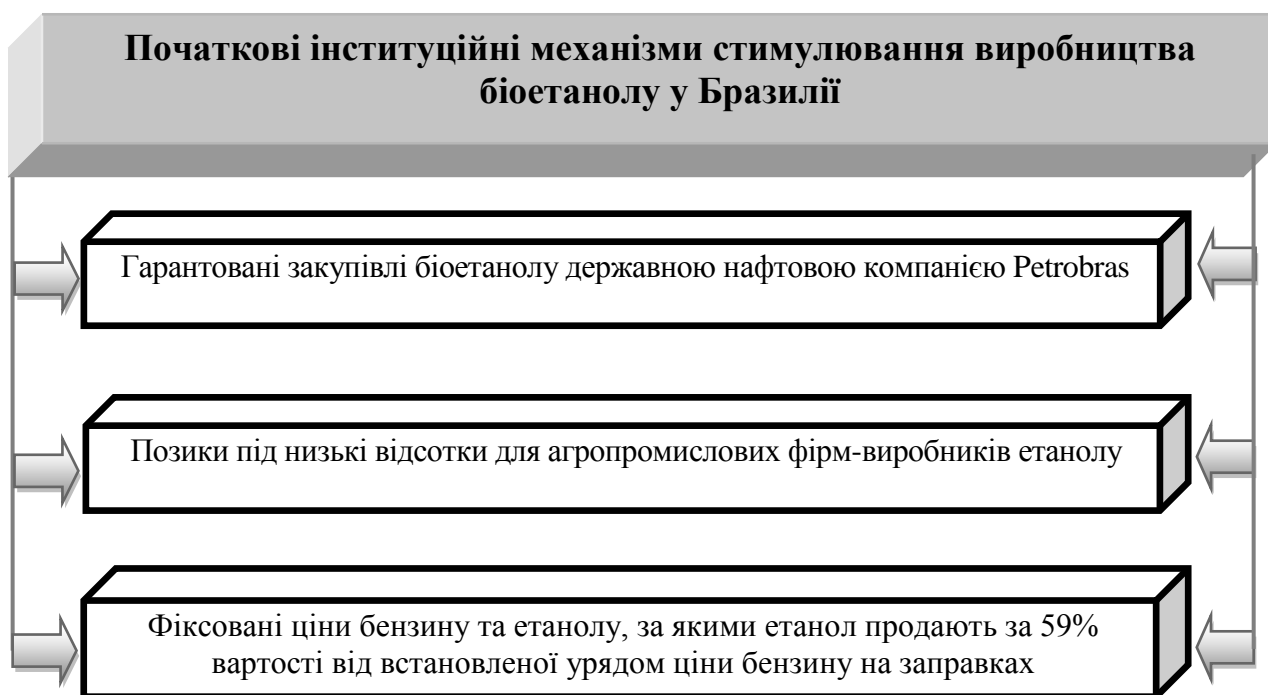 Початкові інституційні механізми стимулювання виробництва
біоетанолу у Бразилії
Гарантовані закупівлі біоетанолу державною нафтовою компанією Petrobras
Позики під низькі відсотки для агропромислових фірм-виробників етанолу
Фіксовані ціни бензину та етанолу, за якими етанол продають за 59%
вартості від встановленої урядом ціни бензину на заправках